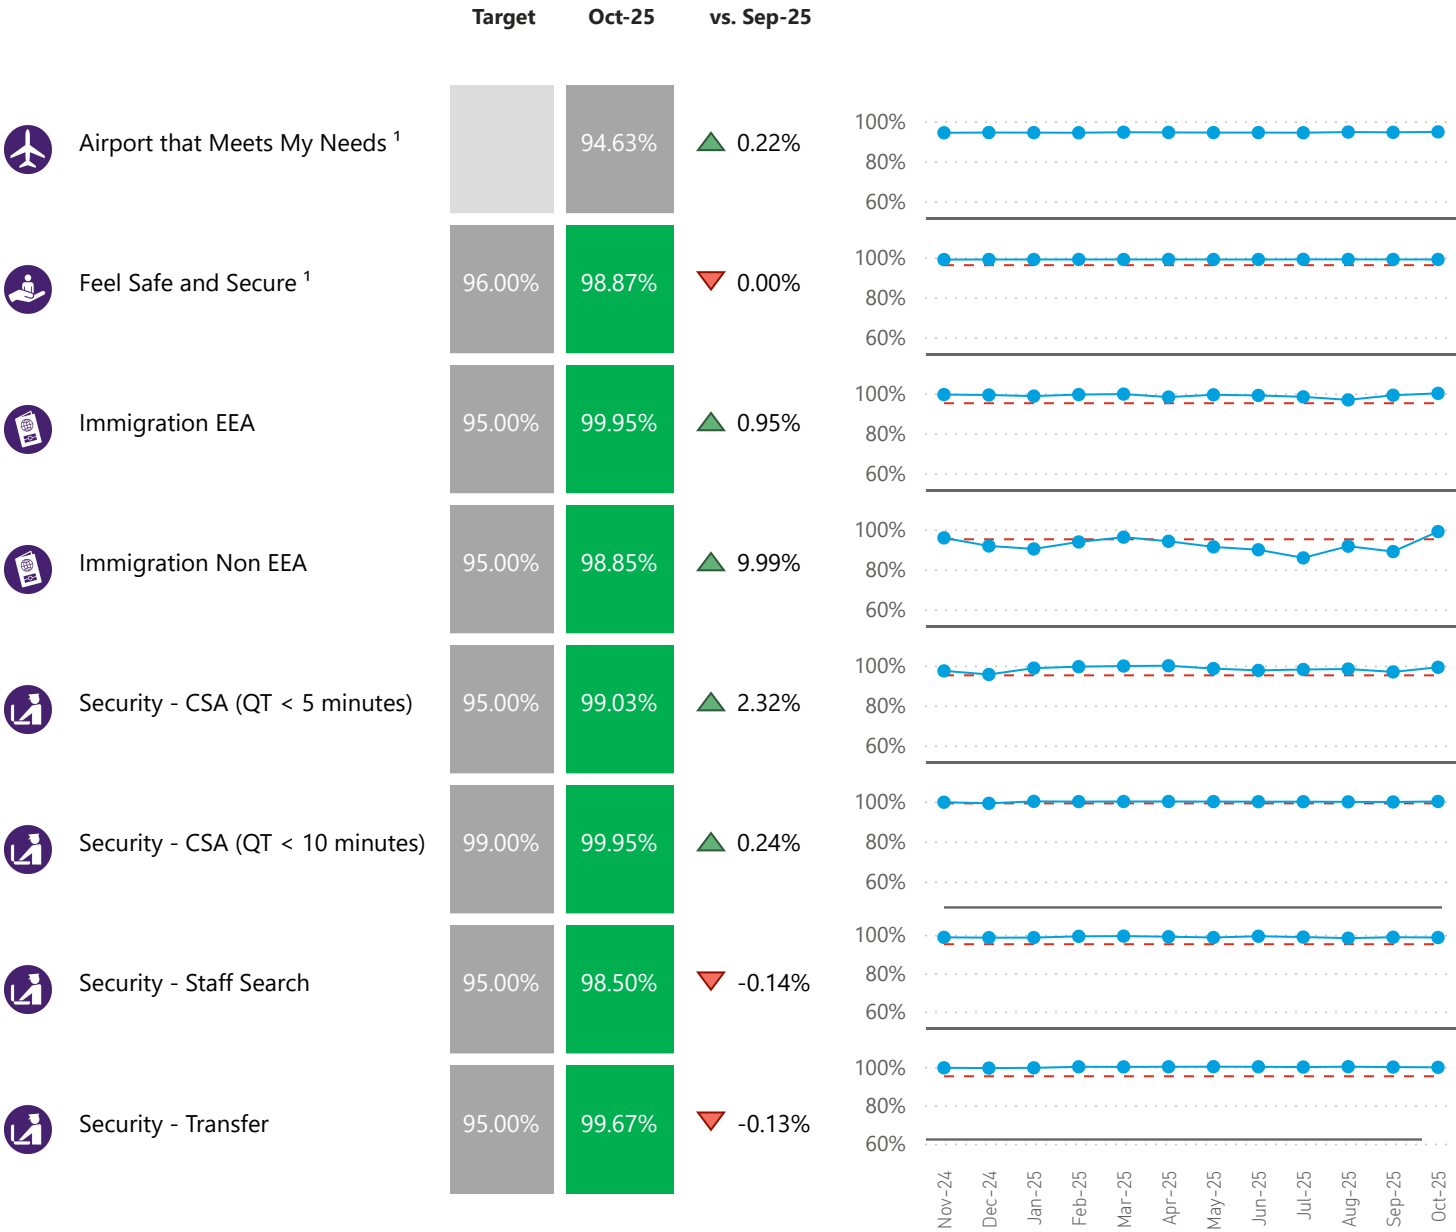 Target Oct-25 vs. Sep-25
Airport that Meets My Needs ¹ 94.63% 0.22%
100%
80%
60%
Feel Safe and Secure ¹ 96.00% 98.87% 0.00%
100%
80%
60%
Immigration EEA 95.00% 99.95% 0.95%
100%
80%
60%
Immigration Non EEA 95.00% 98.85% 9.99%
100%
80%
60%
Security - CSA (QT < 5 minutes) 95.00% 99.03% 2.32%
100%
80%
60%
Security - CSA (QT < 10 minutes) 99.00% 99.95% 0.24%
100%
80%
60%
Security - Staff Search 95.00% 98.50% -0.14%
100%
80%
60%
Security - Transfer 95.00% 99.67% -0.13%
100%
80%
60%
Nov-24 Dec-24 Jan-25 Feb-25 Mar-25 Apr-25 May-25 Jun-25 Jul-25 Aug-25 Sep-25 Oct-25